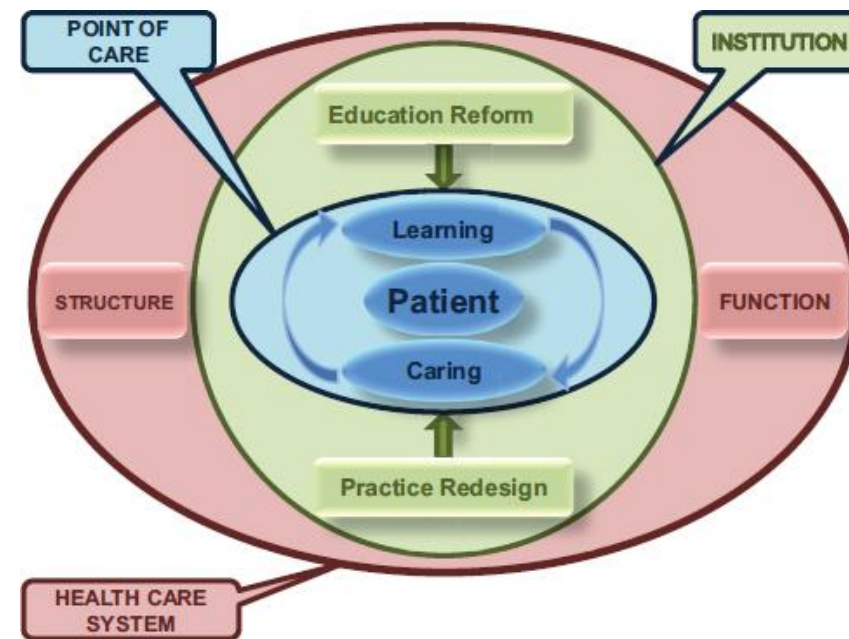 POINT OF
CARE
INSTITUTION
Education Reform
Learning
STRUCTURE
Patient
FUNCTION
Caring
Practice Redesign
HEALTH CARE
SYSTEM